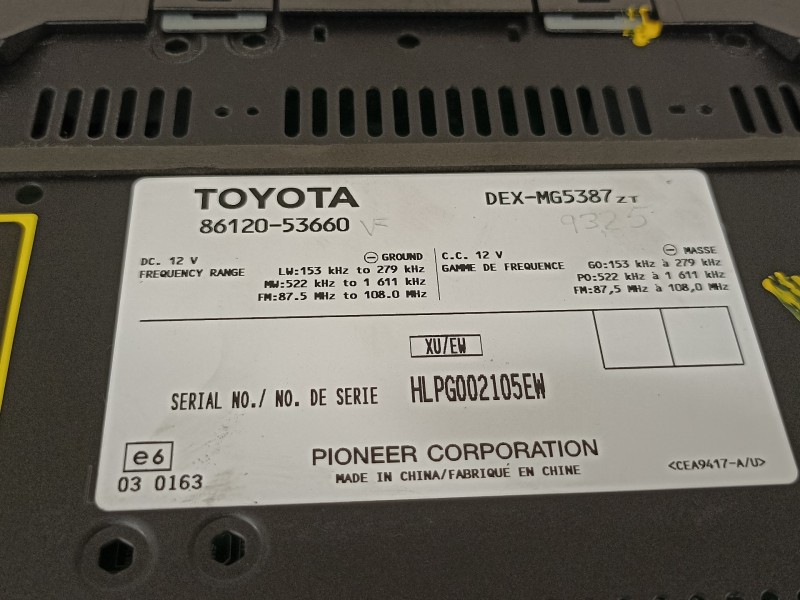 TOYOTA
DEX-MG5387ZT
86120-53660 VF
9325
DC. 12 V
⊖ GROUND
FREQUENCY RANGE
LW:153 kHz to 279 kHz
MW:522 kHz to 1 611 kHz
FM:87.5 MHz to 108.0 MHz
C.C. 12 V
⊖ MASSE
GAMME DE FREQUENCE
GO:153 kHz à 279 kHz
PO:522 kHz à 1 611 kHz
FM:87,5 MHz à 108,0 MHz
XU/EW
SERIAL NO./ NO. DE SERIE HLPG002105EW
e6
03 0163
PIONEER CORPORATION
MADE IN CHINA/FABRIQUÉ EN CHINE
<CEA9417-A/U>